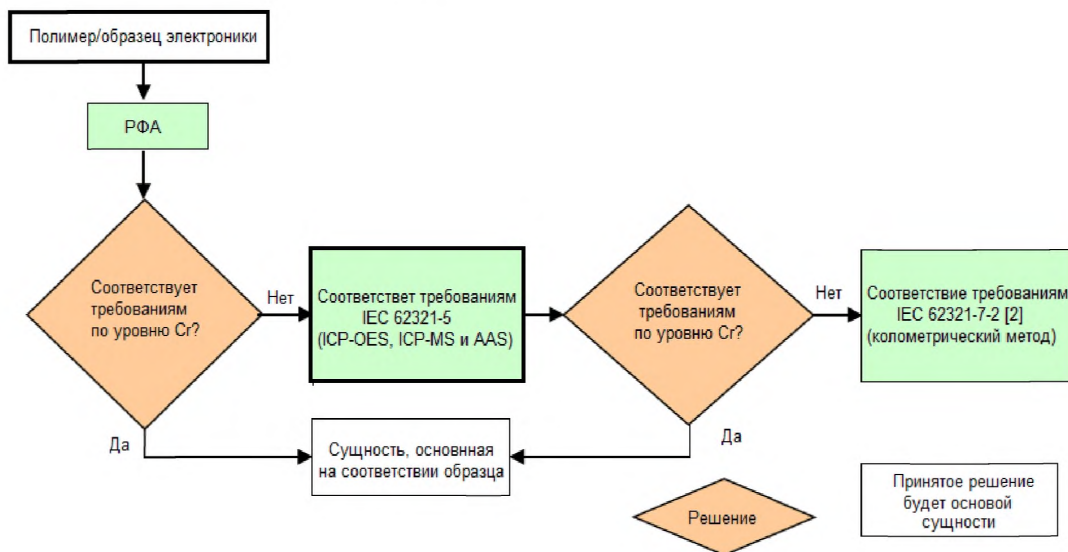 Полимер/образец электроники
РФА
Соответствует
требованиям
по уровню Cr?
Нет
Соответствет требованиям
IEC 62321-5
(ICP-OES, ICP-MS и AAS)
Соответствует
требованиям
по уровню Cr?
Нет
Соответствие требованиям
IEC 62321-7-2 [2]
(колометрический метод)
Да
Сущность, основнная
на соответствии образца
Да
Решение
Принятое решение
будет основой
сущности